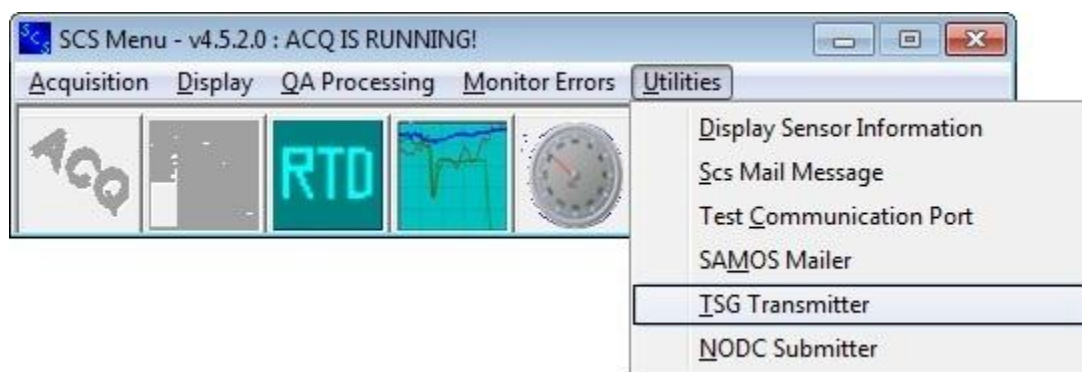 SCS SCS Menu - v4.5.2.0 : ACQ IS RUNNING!
Acquisition Display QA Processing Monitor Errors Utilities
ACQ RTD
Display Sensor Information
Scs Mail Message
Test Communication Port
SAMOS Mailer
TSG Transmitter
NODC Submitter